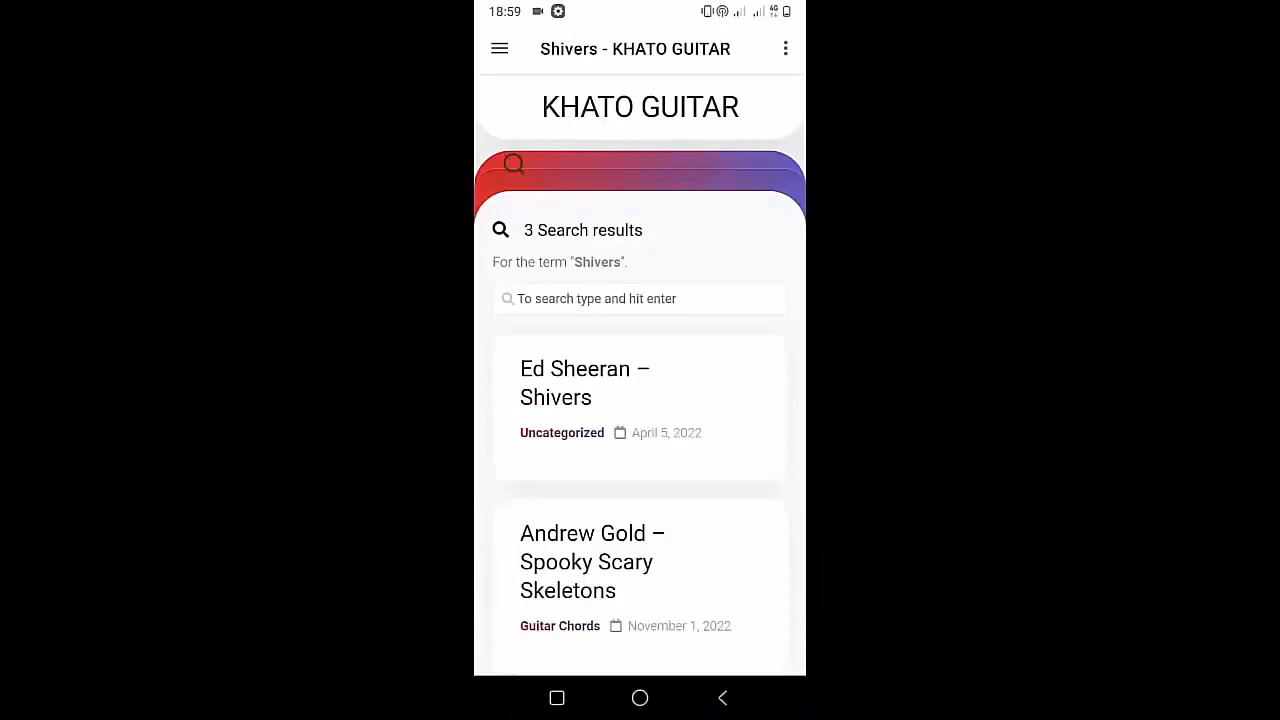 18:59
4G
Shivers - KHATO GUITAR
KHATO GUITAR
3 Search results
For the term "Shivers".
To search type and hit enter
Ed Sheeran –
Shivers
Uncategorized April 5, 2022
Andrew Gold –
Spooky Scary
Skeletons
Guitar Chords November 1, 2022